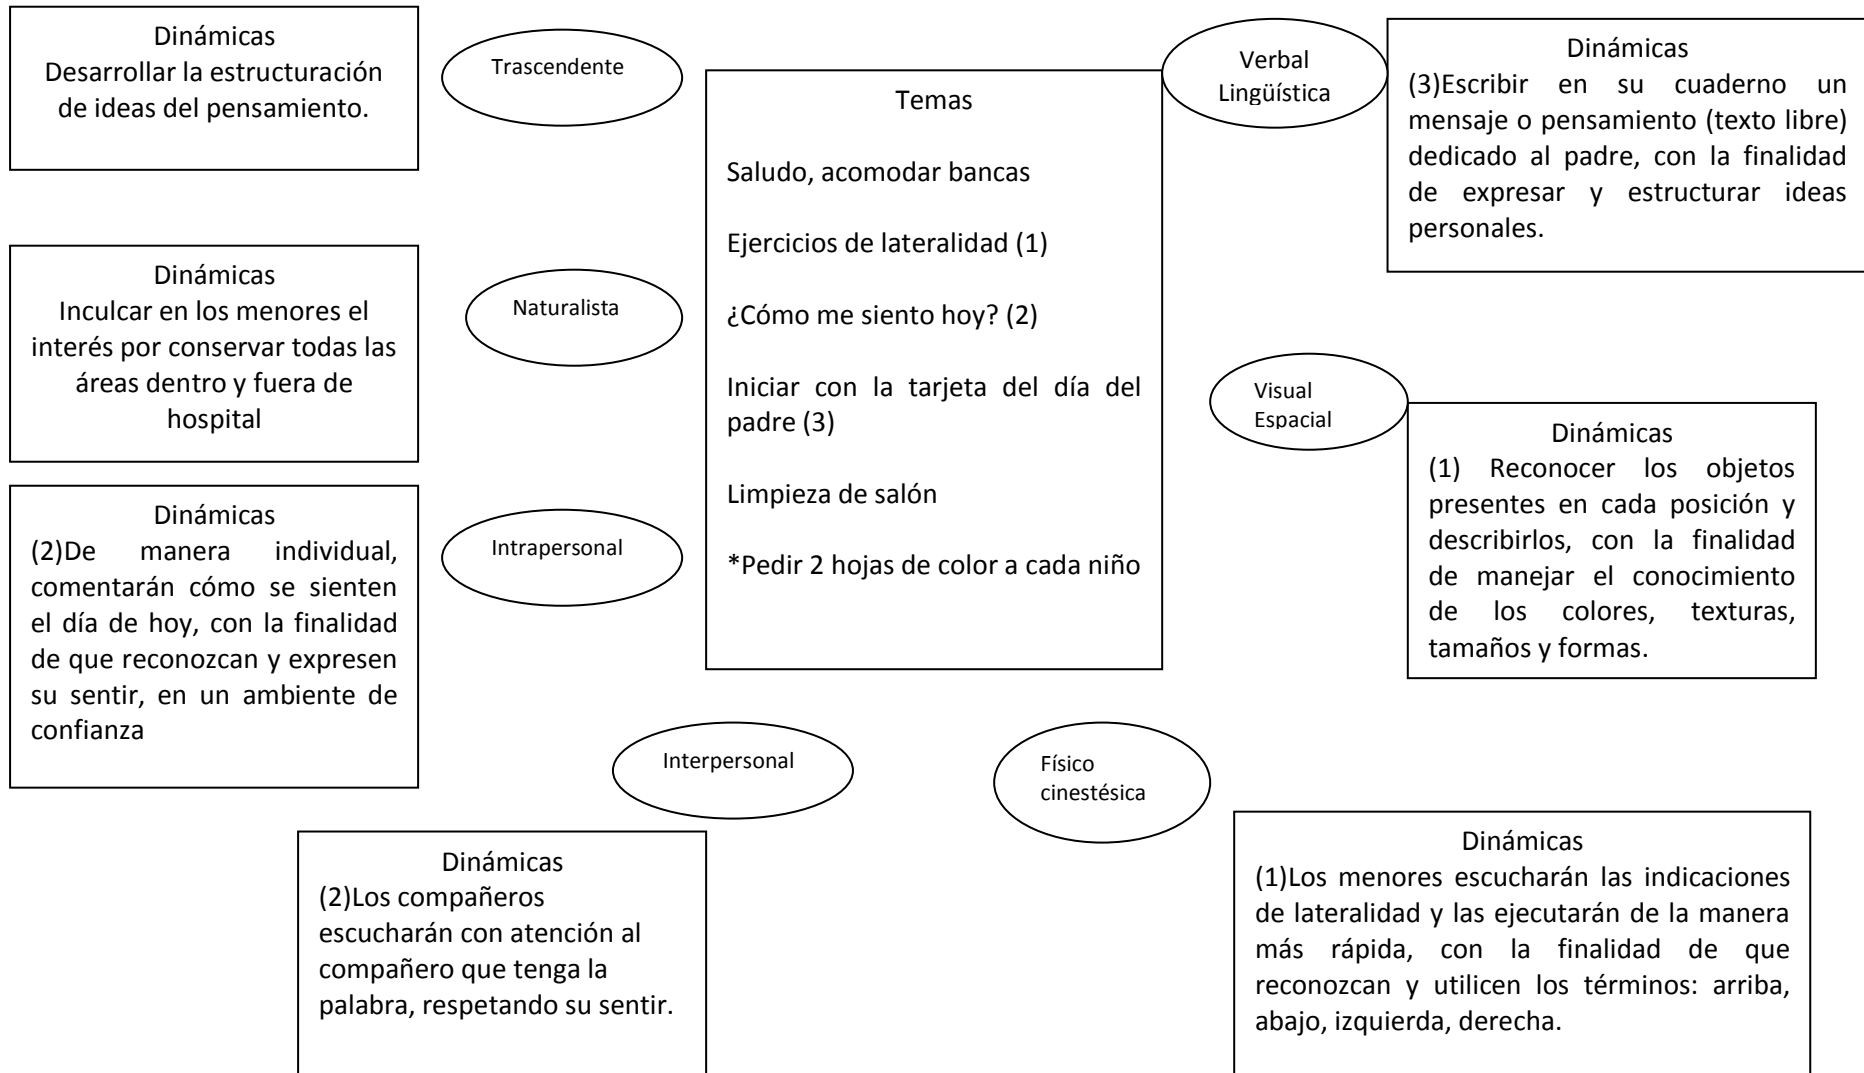 Dinámicas
Desarrollar la estructuración
de ideas del pensamiento.
Trascendente
Dinámicas
Inculcar en los menores el
interés por conservar todas las
áreas dentro y fuera de
hospital
Naturalista
Dinámicas
(2)De manera individual,
comentarán cómo se sienten
el día de hoy, con la finalidad
de que reconozcan y expresen
su sentir, en un ambiente de
confianza
Intrapersonal
Temas
Saludo, acomodar bancas
Ejercicios de lateralidad (1)
¿Cómo me siento hoy? (2)
Iniciar con la tarjeta del día del
padre (3)
Limpieza de salón
*Pedir 2 hojas de color a cada niño
Verbal
Lingüística
Dinámicas
(3)Escribir en su cuaderno un
mensaje o pensamiento (texto libre)
dedicado al padre, con la finalidad
de expresar y estructurar ideas
personales.
Visual
Espacial
Dinámicas
(1) Reconocer los objetos
presentes en cada posición y
describirlos, con la finalidad
de manejar el conocimiento
de los colores, texturas,
tamaños y formas.
Interpersonal
Dinámicas
(2)Los compañeros
escucharán con atención al
compañero que tenga la
palabra, respetando su sentir.
Físico
cinestésica
Dinámicas
(1)Los menores escucharán las indicaciones
de lateralidad y las ejecutarán de la manera
más rápida, con la finalidad de que
reconozcan y utilicen los términos: arriba,
abajo, izquierda, derecha.